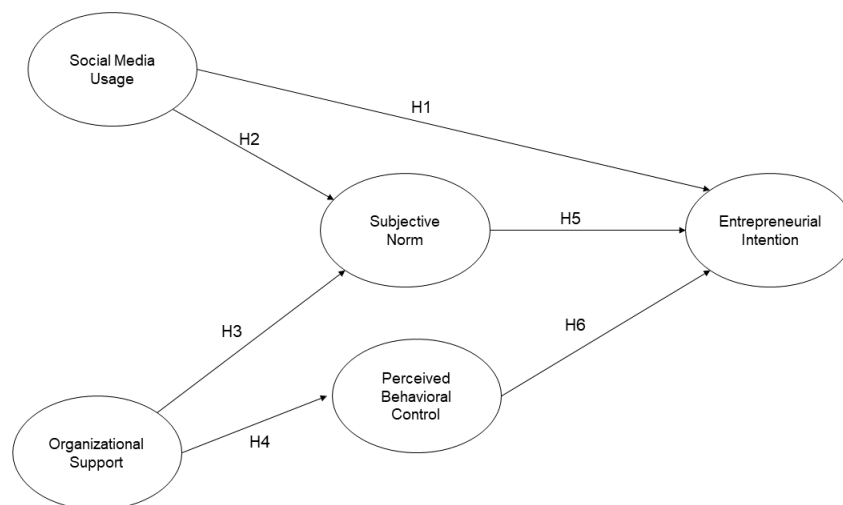 Social Media
Usage
H1
H2
Subjective
Norm
H5
Entrepreneurial
Intention
H3
H6
Perceived
Behavioral
Control
Organizational
Support
H4